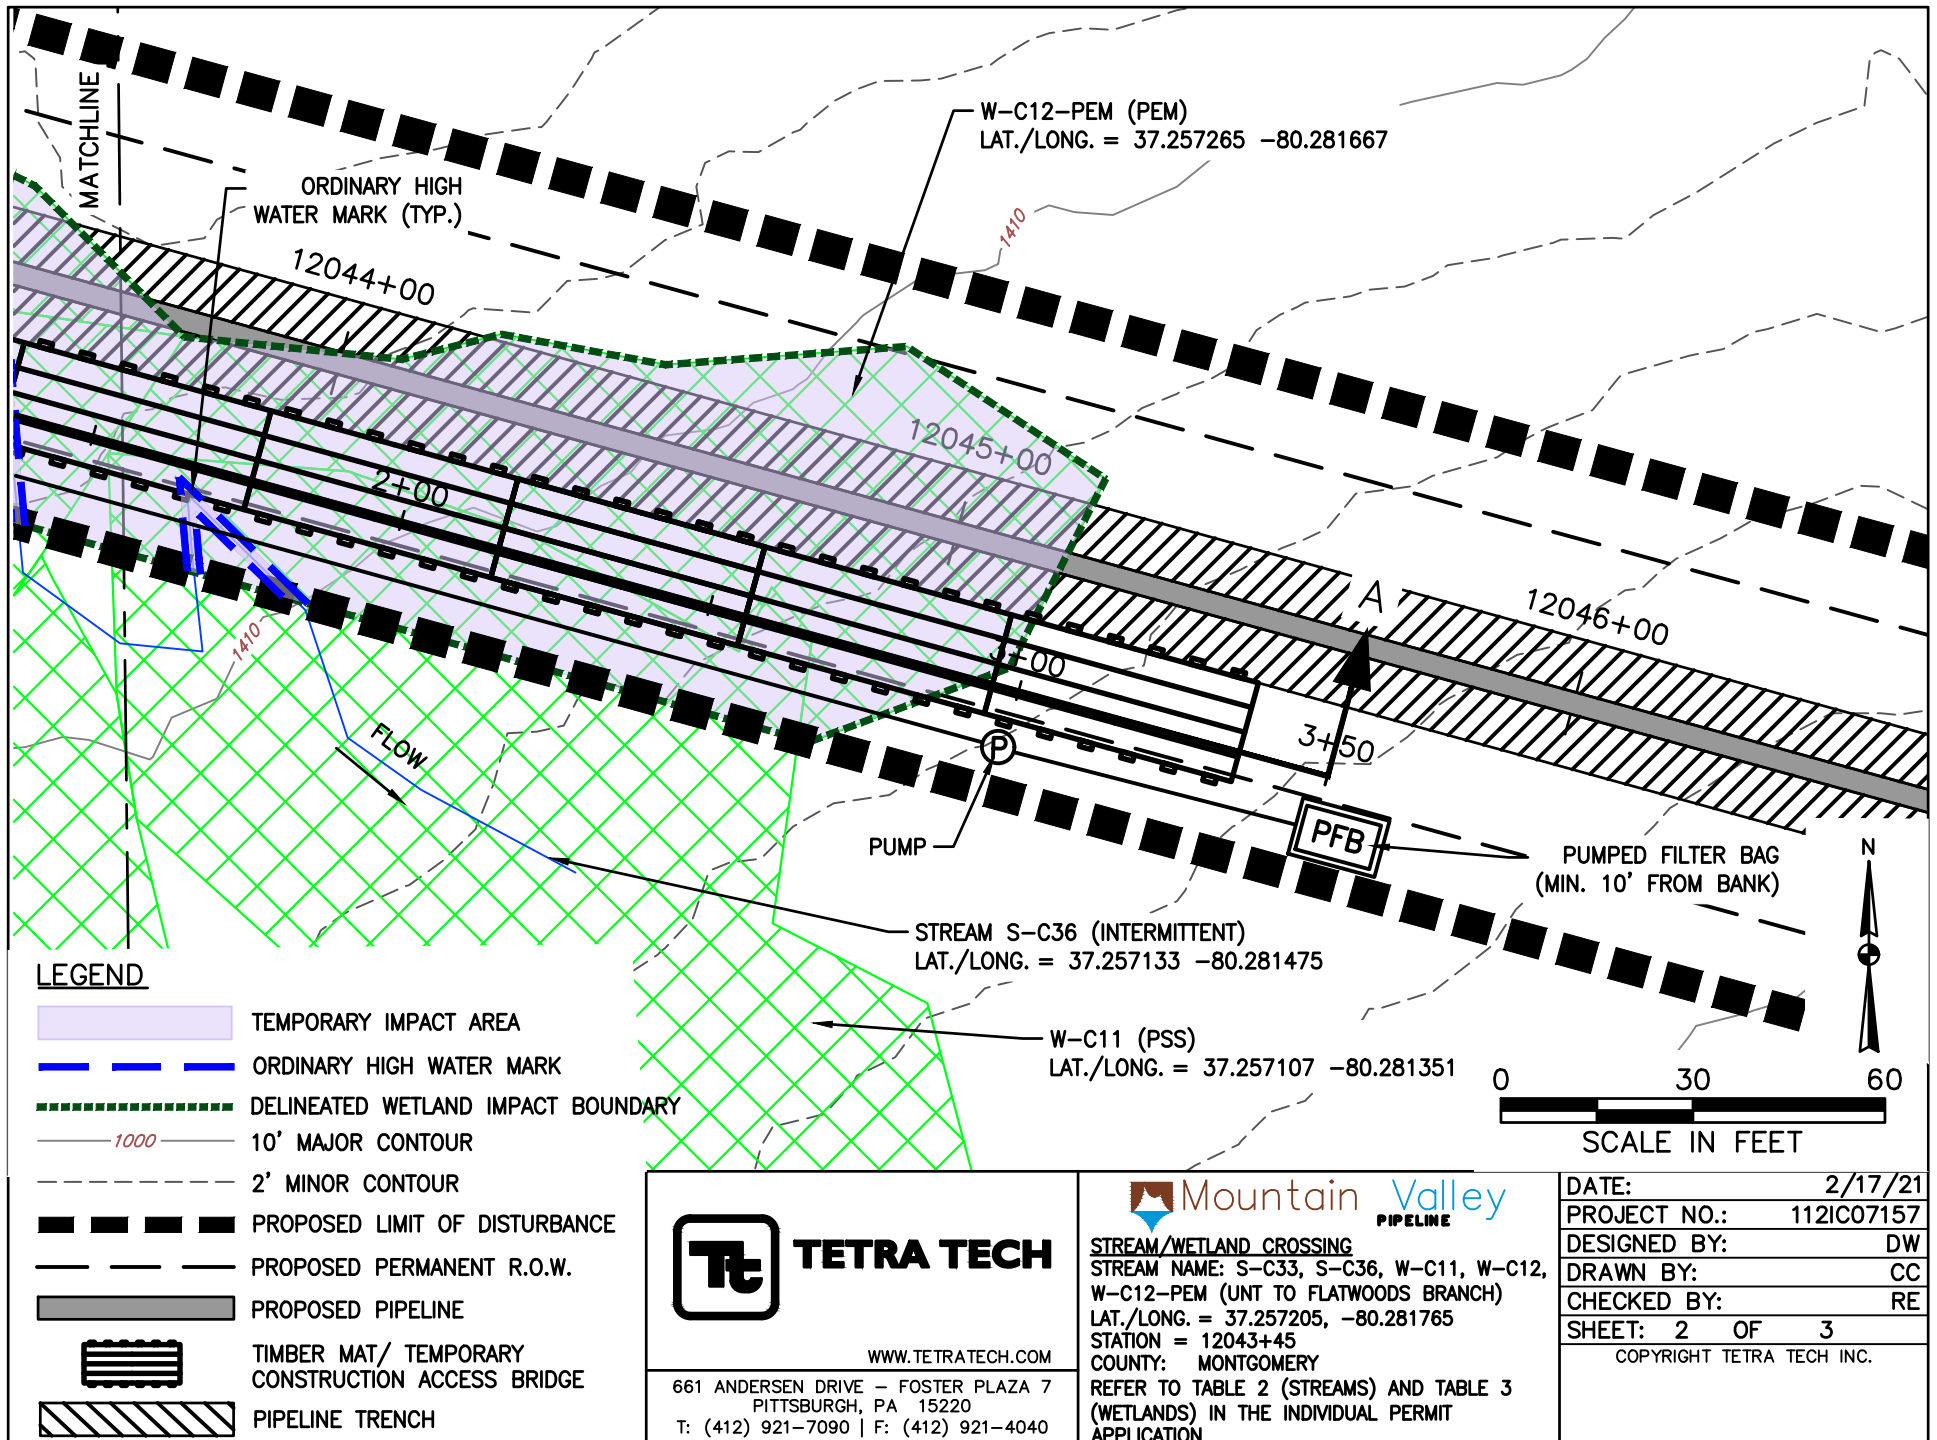 MATCHLINE
W-C12-PEM (PEM)
LAT./LONG. = 37.257265 -80.281667
ORDINARY HIGH
WATER MARK (TYP.)
1410
12044+00
12045+00
2+00
A
12046+00
3+00
3+50
1410
FLOW
P
PUMP
PFB
PUMPED FILTER BAG
(MIN. 10' FROM BANK)
N
STREAM S-C36 (INTERMITTENT)
LAT./LONG. = 37.257133 -80.281475
W-C11 (PSS)
LAT./LONG. = 37.257107 -80.281351
0 30 60
SCALE IN FEET
LEGEND
TEMPORARY IMPACT AREA
ORDINARY HIGH WATER MARK
DELINEATED WETLAND IMPACT BOUNDARY
1000
10' MAJOR CONTOUR
2' MINOR CONTOUR
PROPOSED LIMIT OF DISTURBANCE
PROPOSED PERMANENT R.O.W.
PROPOSED PIPELINE
TIMBER MAT/ TEMPORARY
CONSTRUCTION ACCESS BRIDGE
PIPELINE TRENCH
Tt
TETRA TECH
WWW.TETRATECH.COM
661 ANDERSEN DRIVE - FOSTER PLAZA 7
PITTSBURGH, PA 15220
T: (412) 921-7090 | F: (412) 921-4040
Mountain Valley
PIPELINE
STREAM/WETLAND CROSSING
STREAM NAME: S-C33, S-C36, W-C11, W-C12,
W-C12-PEM (UNT TO FLATWOODS BRANCH)
LAT./LONG. = 37.257205, -80.281765
STATION = 12043+45
COUNTY: MONTGOMERY
REFER TO TABLE 2 (STREAMS) AND TABLE 3
(WETLANDS) IN THE INDIVIDUAL PERMIT
APPLICATION
DATE: 2/17/21
PROJECT NO.: 112IC07157
DESIGNED BY: DW
DRAWN BY: CC
CHECKED BY: RE
SHEET: 2 OF 3
COPYRIGHT TETRA TECH INC.